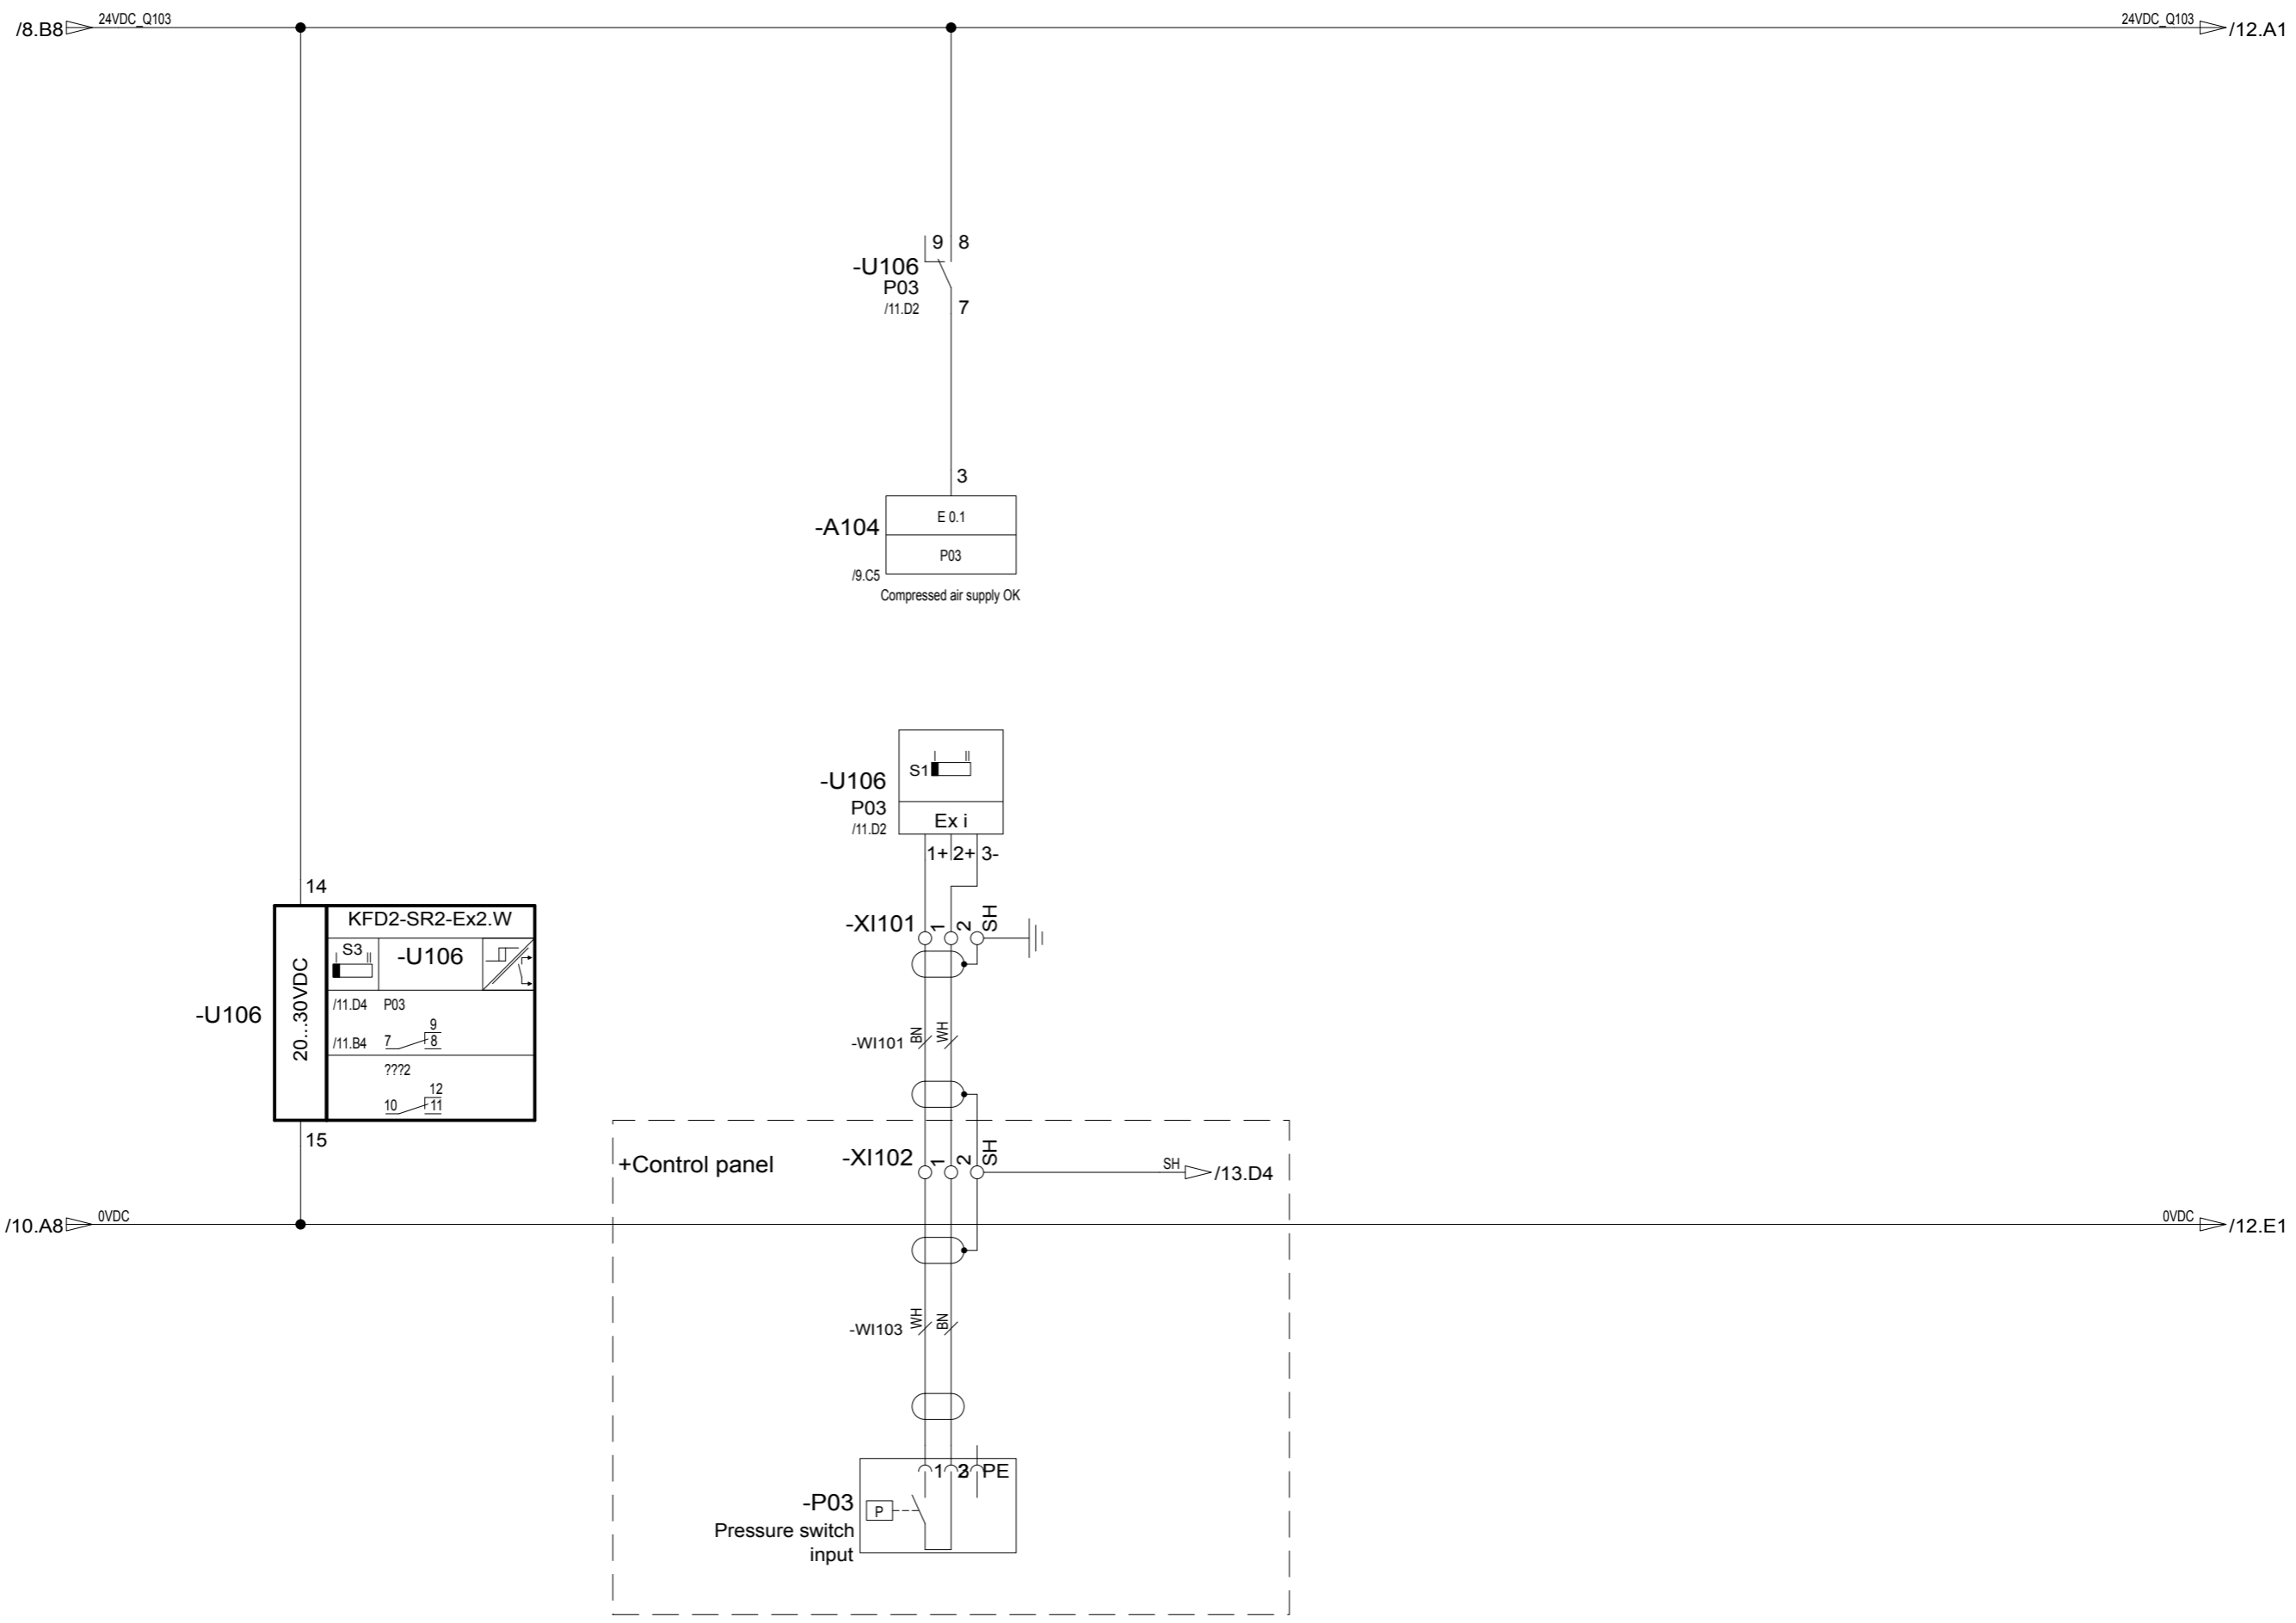 /8.B8 24VDC_Q103 24VDC_Q103 /12.A1
9 8
-U106
P03
/11.D2 7
3
-A104 E 0.1
P03
/9.C5
Compressed air supply OK
S1 I II
-U106
P03
/11.D2 Ex i
1+ 2+ 3-
14
KFD2-SR2-Ex2.W
S3 I II -U106
-U106 20...30VDC
/11.D4 P03
/11.B4 7 9 8
???2
10 12 11
15
-XI101 1 2 SH
-WI101 BN WH
+Control panel -XI102 1 2 SH SH /13.D4
/10.A8 0VDC 0VDC /12.E1
-WI103 WH BN
1 PE
-P03 P
Pressure switch
input